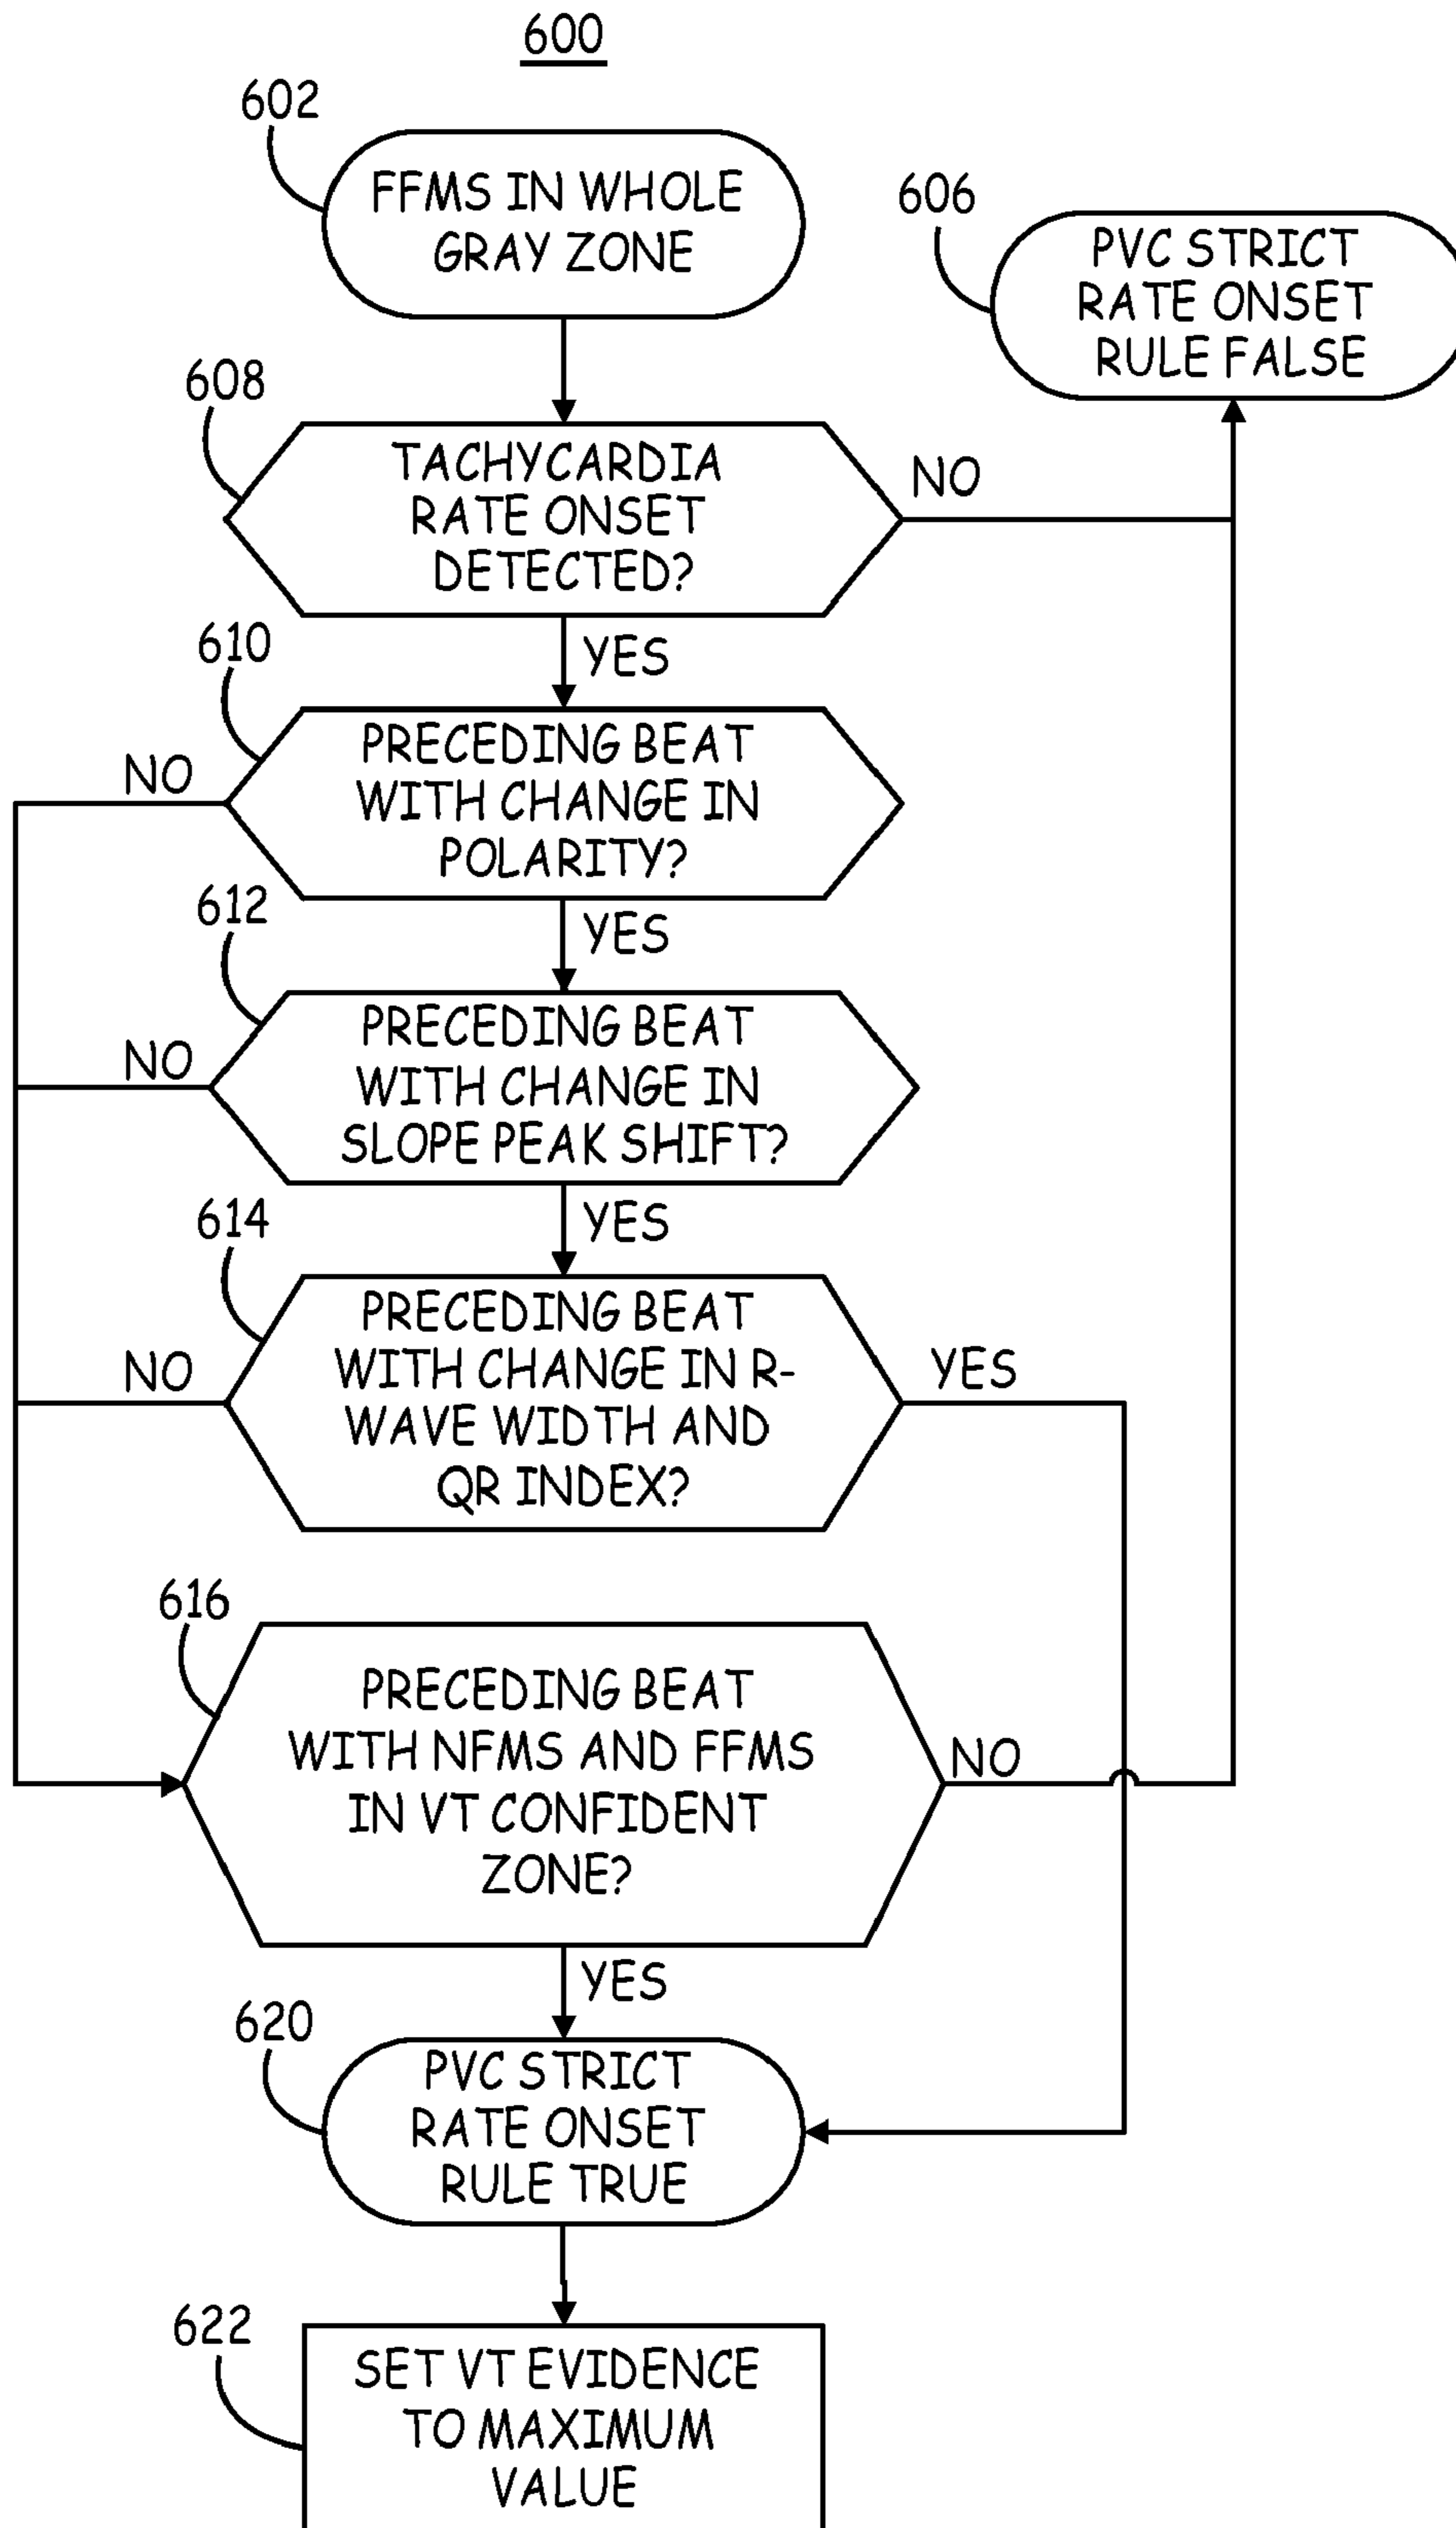 600
602
FFMS IN WHOLE
GRAY ZONE
606
PVC STRICT
RATE ONSET
RULE FALSE
608
TACHYCARDIA
RATE ONSET
DETECTED?
NO
YES
610
PRECEDING BEAT
WITH CHANGE IN
POLARITY?
NO
YES
612
PRECEDING BEAT
WITH CHANGE IN
SLOPE PEAK SHIFT?
NO
YES
614
PRECEDING BEAT
WITH CHANGE IN R-
WAVE WIDTH AND
QR INDEX?
NO
YES
616
PRECEDING BEAT
WITH NFMS AND FFMS
IN VT CONFIDENT
ZONE?
NO
YES
620
PVC STRICT
RATE ONSET
RULE TRUE
622
SET VT EVIDENCE
TO MAXIMUM
VALUE